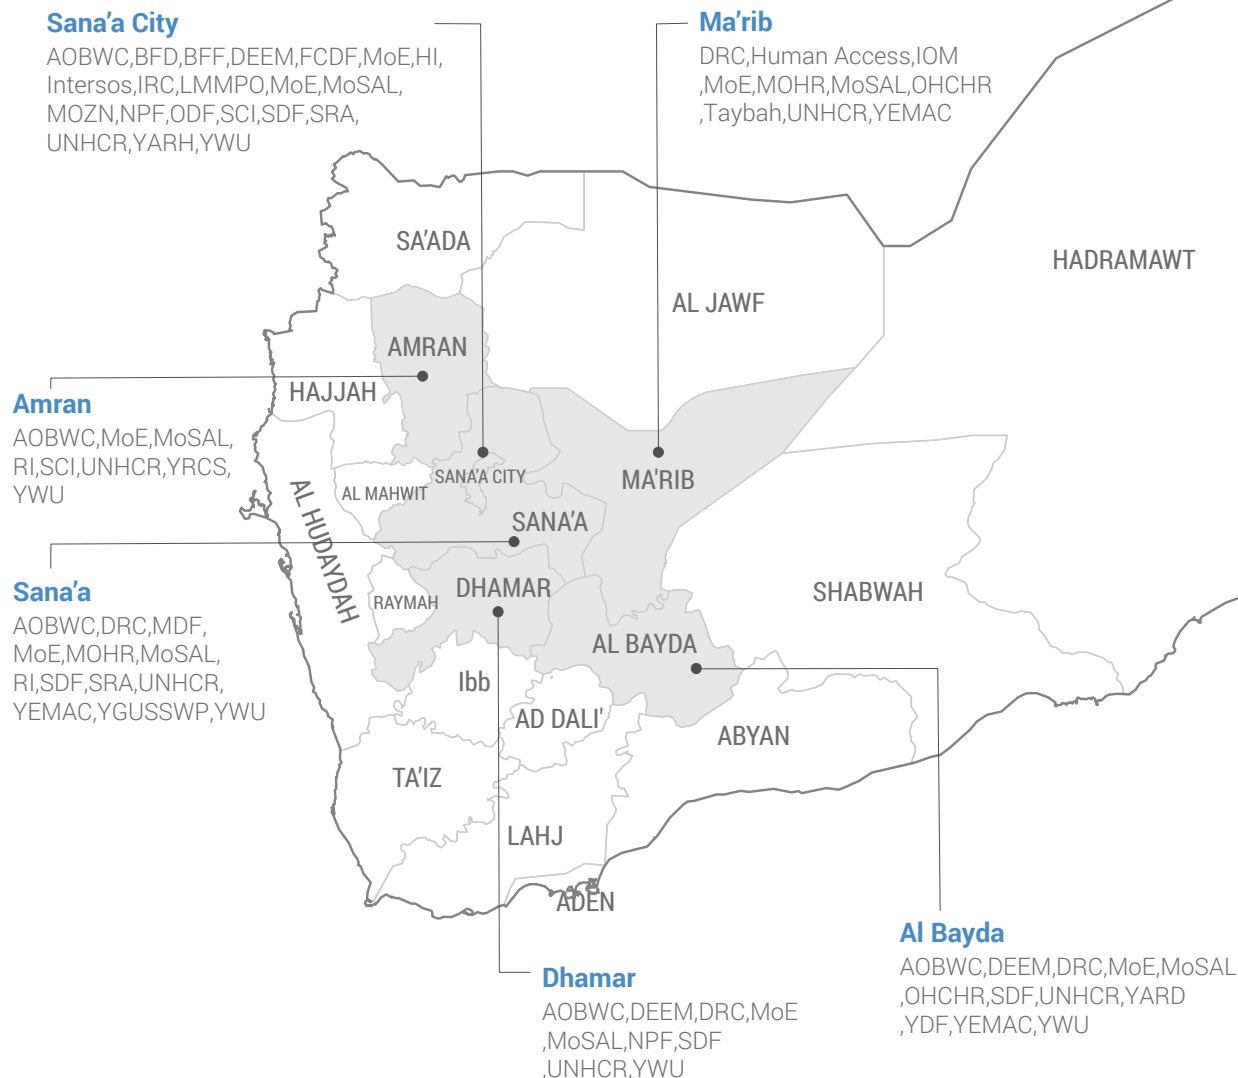 Sana’a City
AOBWC,BFD,BFF,DEEM,FCDF,MoE,HI,
Intersos,IRC,LMMPO,MoE,MoSAL,
MOZN,NPF,ODF,SCI,SDF,SRA,
UNHCR,YARH,YWU
Ma’rib
DRC,Human Access,IOM
,MoE,MOHR,MoSAL,OHCHR
,Taybah,UNHCR,YEMAC
SA’ADA
HADRAMAWT
AL JAWF
AMRAN
HAJJAH
Amran
AOBWC,MoE,MoSAL,
RI,SCI,UNHCR,YRCS,
YWU
SANA’A CITY
MA’RIB
AL MAHWIT
AL HUDAYDAH
SANA’A
Sana’a
AOBWC,DRC,MDF,
MoE,MOHR,MoSAL,
RI,SDF,SRA,UNHCR,
YEMAC,YGUSSWP,YWU
DHAMAR
RAYMAH
SHABWAH
AL BAYDA
Ibb
AD DALI'
ABYAN
TA’IZ
LAHJ
ADEN
Al Bayda
AOBWC,DEEM,DRC,MoE,MoSAL
,OHCHR,SDF,UNHCR,YARD
,YDF,YEMAC,YWU
Dhamar
AOBWC,DEEM,DRC,MoE
,MoSAL,NPF,SDF
,UNHCR,YWU